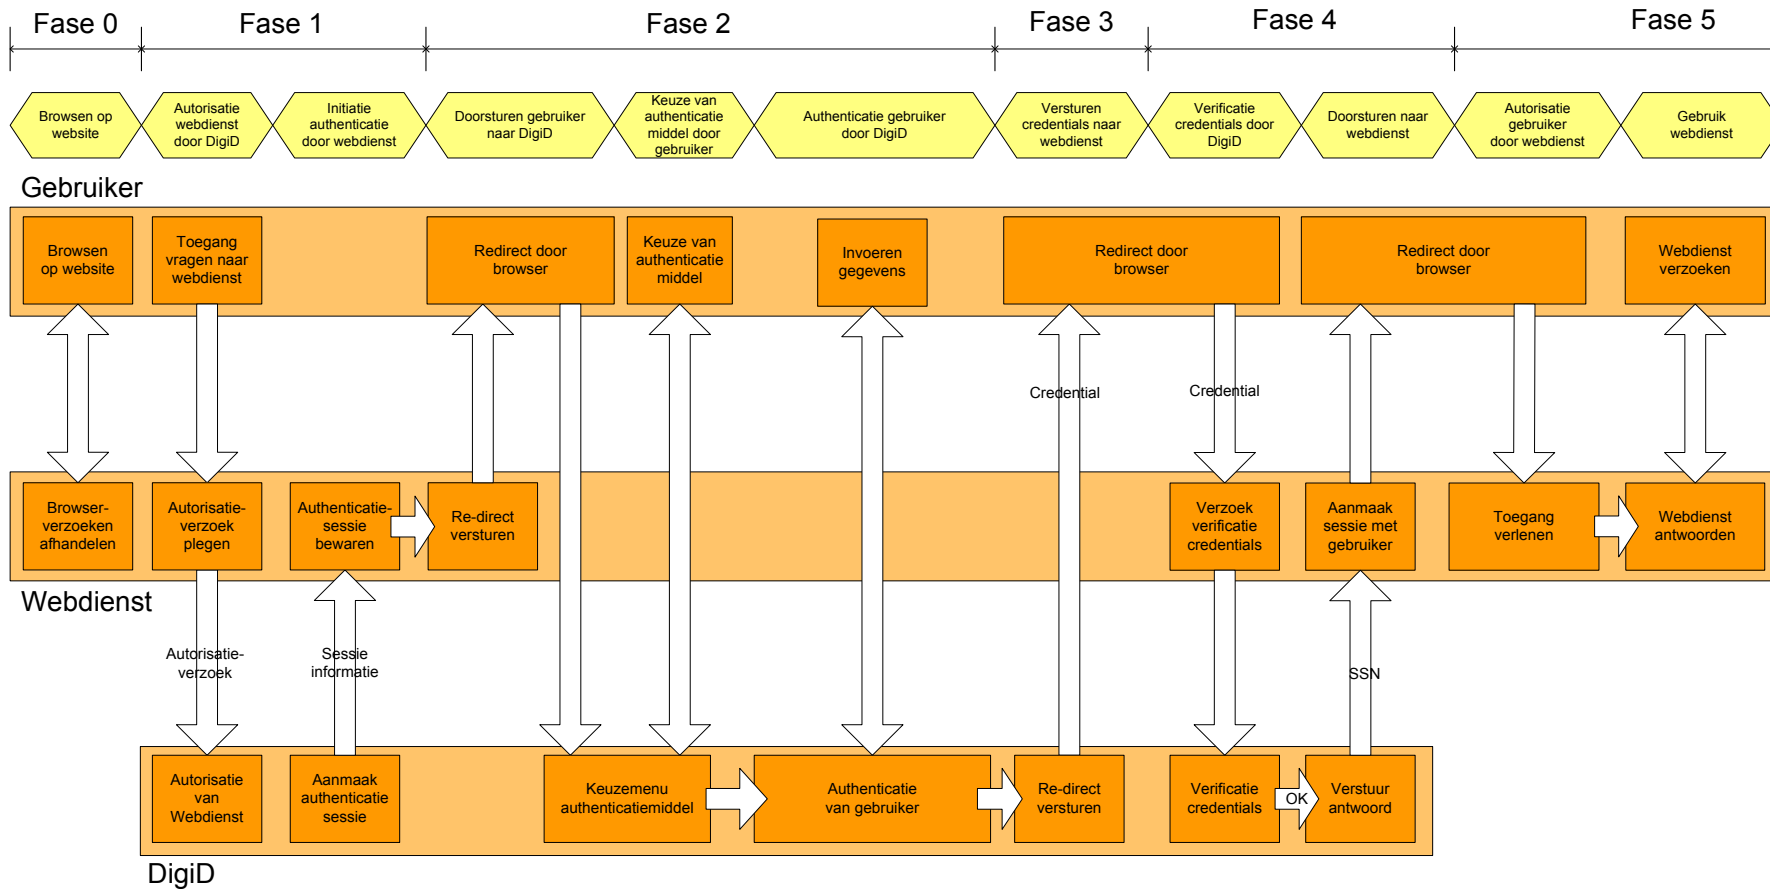 Fase 0
Fase 1
Fase 2
Fase 3
Fase 4
Fase 5
Browsen op
website
Autorisatie
webdienst
door DigiD
Initiatie
authenticatie
door webdienst
Doorsturen gebruiker
naar DigiD
Keuze van
authenticatie
middel door
gebruiker
Authenticatie gebruiker
door DigiD
Versturen
credentials naar
webdienst
Verificatie
credentials door
DigiD
Doorsturen naar
webdienst
Autorisatie
gebruiker
door webdienst
Gebruik
webdienst
Gebruiker
Browsen
op website
Toegang
vragen naar
webdienst
Redirect door
browser
Keuze van
authenticatie
middel
Invoeren
gegevens
Redirect door
browser
Redirect door
browser
Webdienst
verzoeken
Credential
Credential
Browser-
verzoeken
afhandelen
Autorisatie-
verzoek
plegen
Authenticatie-
sessie
bewaren
Re-direct
versturen
Verzoek
verificatie
credentials
Aanmaak
sessie met
gebruiker
Toegang
verlenen
Webdienst
antwoorden
Webdienst
Autorisatie-
verzoek
Sessie
informatie
SSN
Autorisatie
van
Webdienst
Aanmaak
authenticatie
sessie
Keuzemenu
authenticatiemiddel
Authenticatie
van gebruiker
Re-direct
versturen
Verificatie
credentials
OK
Verstuur
antwoord
DigiD